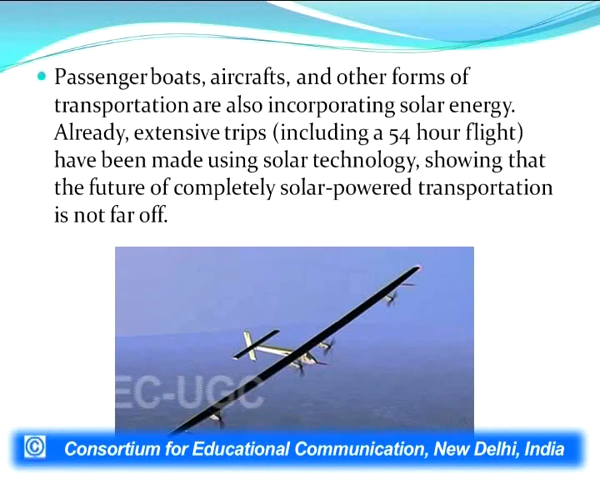 Passenger boats, aircrafts, and other forms of
transportation are also incorporating solar energy.
Already, extensive trips (including a 54 hour flight)
have been made using solar technology, showing that
the future of completely solar-powered transportation
is not far off.
EC-UGC
© Consortium for Educational Communication, New Delhi, India